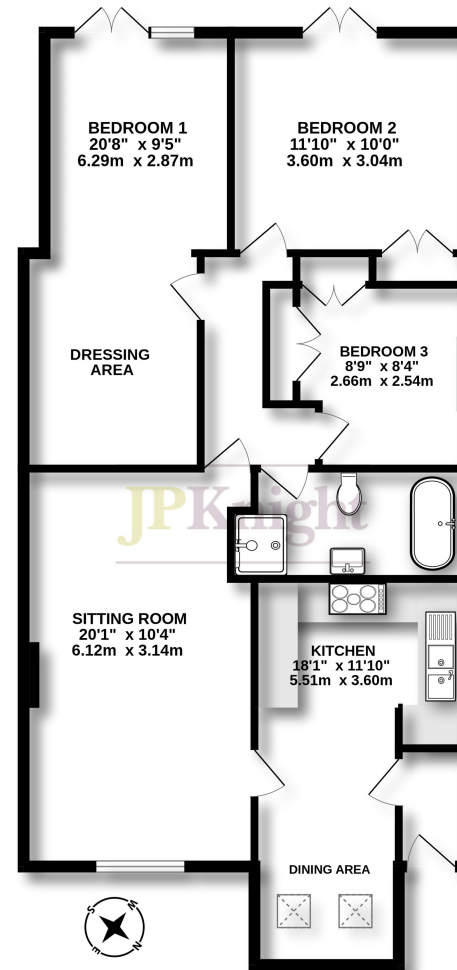 BEDROOM 1
20'8" x 9'5"
6.29m x 2.87m
BEDROOM 2
11'10" x 10'0"
3.60m x 3.04m
DRESSING
AREA
BEDROOM 3
8'9" x 8'4"
2.66m x 2.54m
JPKnight
SITTING ROOM
20'1" x 10'4"
6.12m x 3.14m
KITCHEN
18'1" x 11'10"
5.51m x 3.60m
DINING AREA
S W
E N